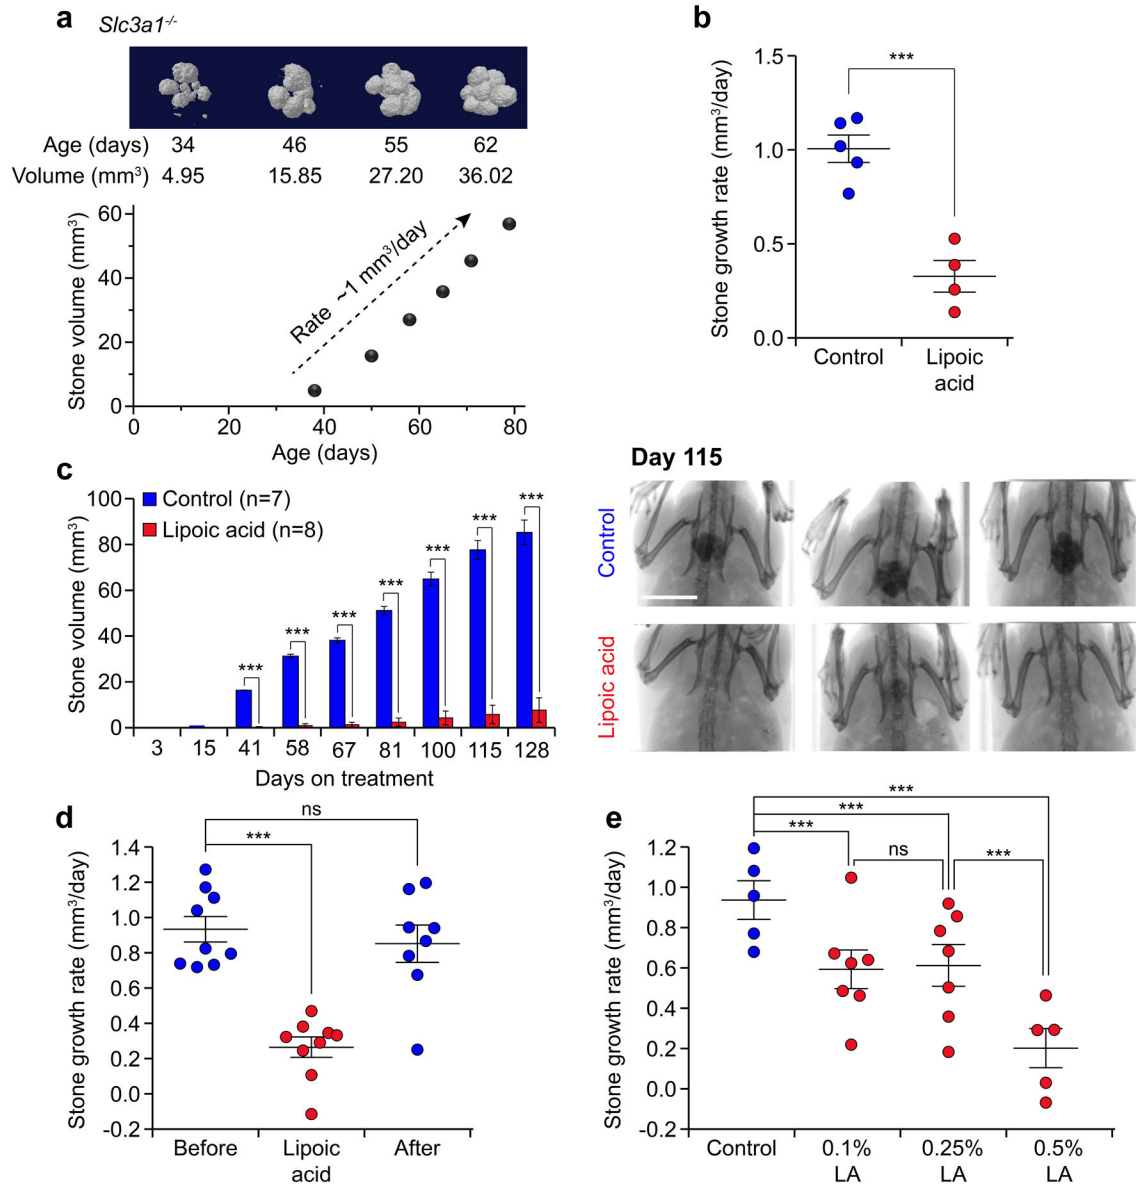 a Slc3a1-/-
Age (days) 34 46 55 62
Volume (mm³) 4.95 15.85 27.20 36.02
Stone volume (mm³)
60
40
20
0
Rate ~1 mm³/day
0 20 40 60 80
Age (days)
b
Stone growth rate (mm³/day)
1.5
1.0
0.5
0.0
***
Control Lipoic
acid
c
Stone volume (mm³)
100
80
60
40
20
0
Control (n=7)
Lipoic acid (n=8)
*** *** *** *** *** *** ***
3 15 41 58 67 81 100 115 128
Days on treatment
Day 115
Control
Lipoic acid
d
Stone growth rate (mm³/day)
1.4
1.2
1.0
0.8
0.6
0.4
0.2
0.0
-0.2
ns
***
Before Lipoic After
acid
e
Stone growth rate (mm³/day)
1.2
1.0
0.8
0.6
0.4
0.2
0.0
-0.2
***
***
*** ns ***
Control 0.1% 0.25% 0.5%
LA LA LA